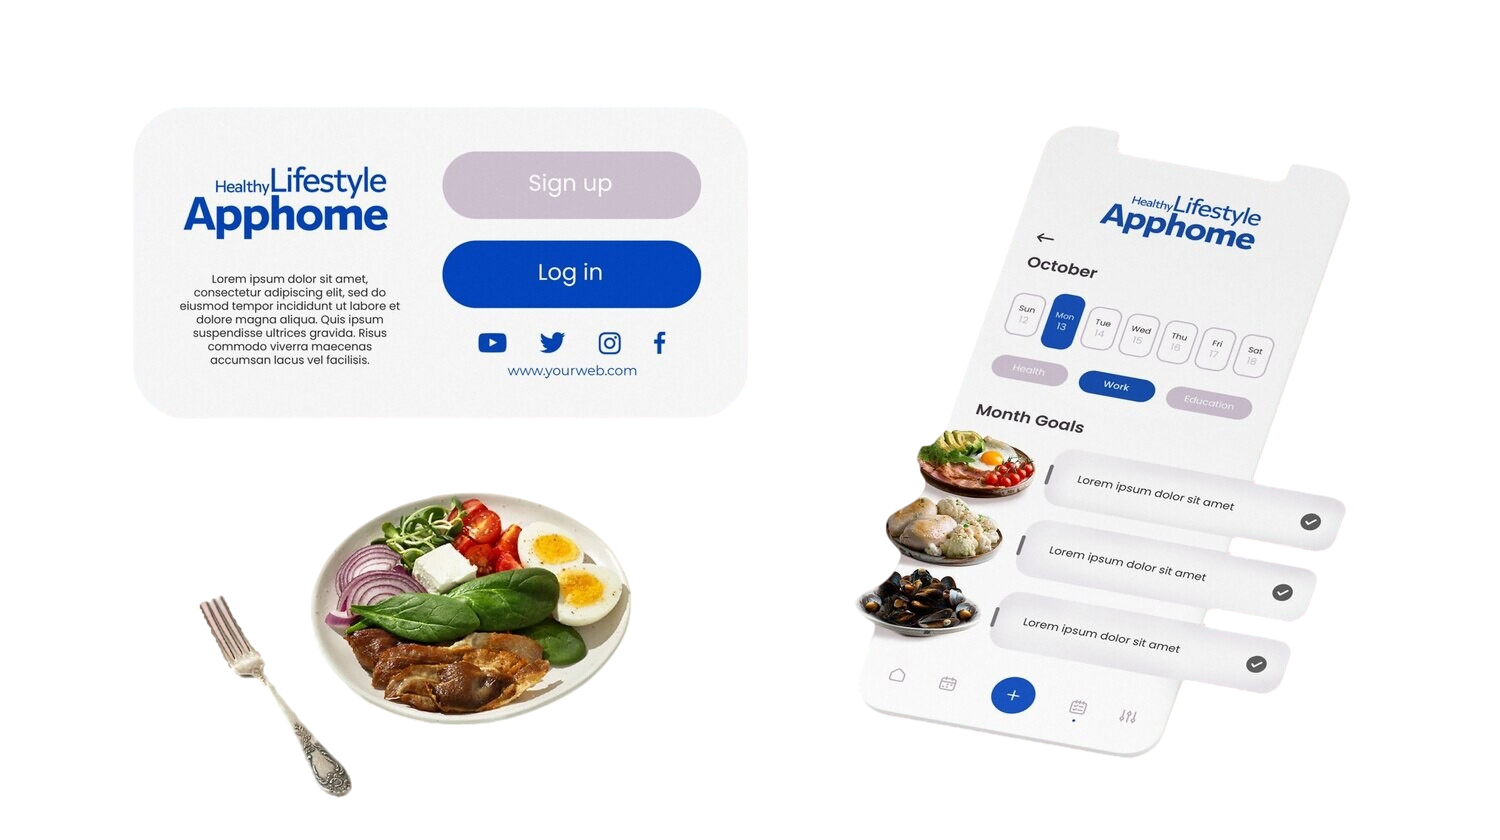 Healthy Lifestyle
Apphome
Lorem ipsum dolor sit amet,
consectetur adipiscing elit, sed do
eiusmod tempor incididunt ut labore et
dolore magna aliqua. Quis ipsum
suspendisse ultrices gravida. Risus
commodo viverra maecenas
accumsan lacus vel facilisis.
Sign up
Log in
www.yourweb.com
Healthy Lifestyle
Apphome
October
Sun Mon Tue Wed Thu Fri Sat
12 13 14 15 16 17 18
Health Work Education
Month Goals
Lorem ipsum dolor sit amet
Lorem ipsum dolor sit amet
Lorem ipsum dolor sit amet